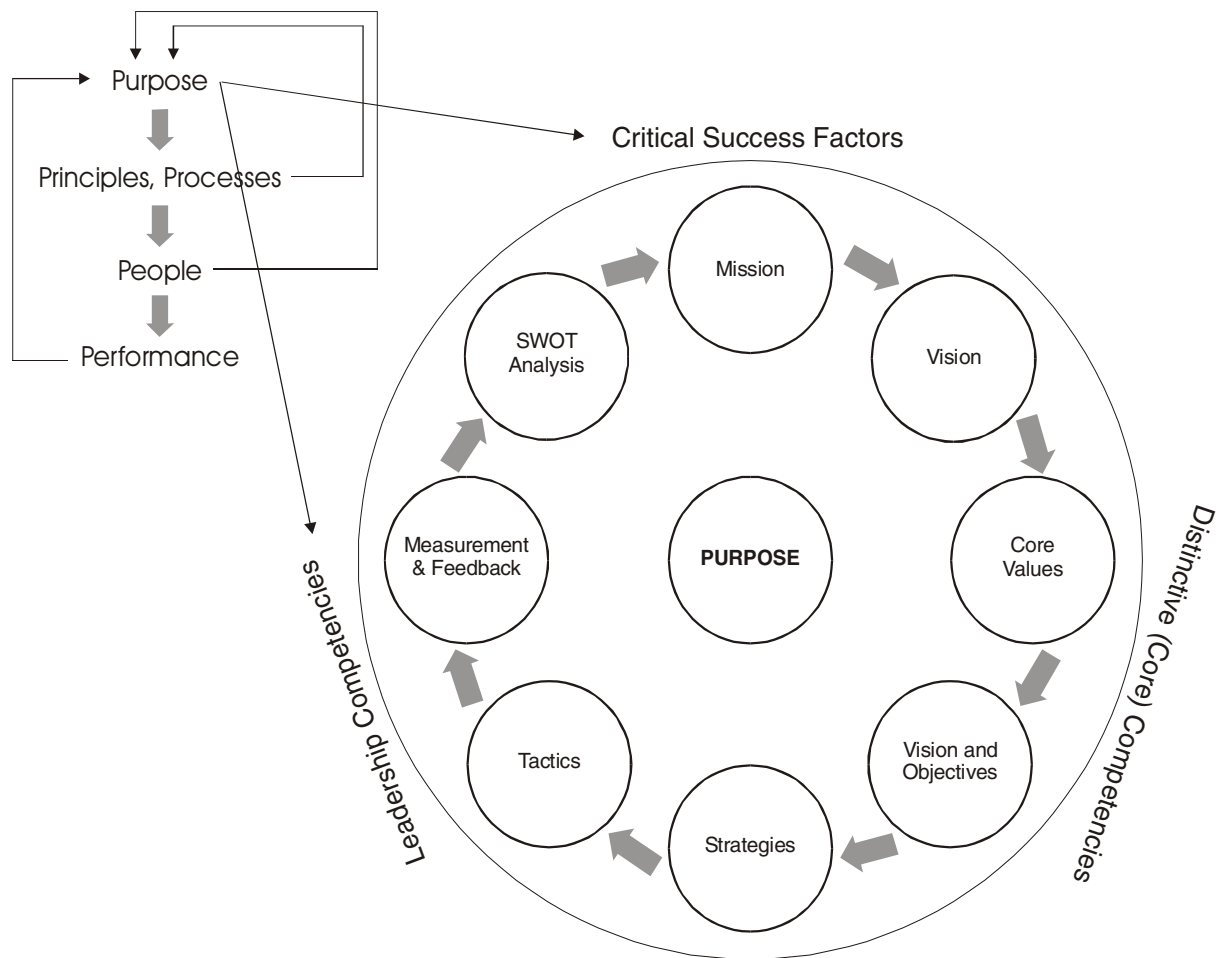 Purpose
Principles, Processes
People
Performance
Critical Success Factors
Mission
Vision
Core
Values
Vision and
Objectives
Strategies
Tactics
Measurement
& Feedback
SWOT
Analysis
PURPOSE
Distinctive (Core) Competencies
Leadership Competencies